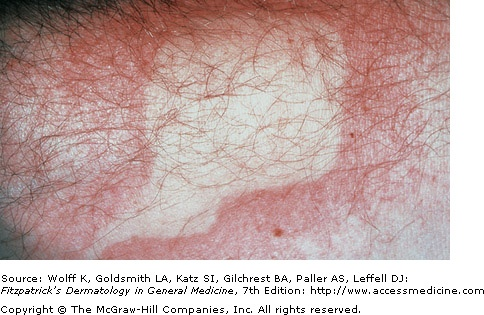 Source: Wolff K, Goldsmith LA, Katz SI, Gilchrest BA, Paller AS, Leffell DJ:
Fitzpatrick's Dermatology in General Medicine, 7th Edition: http://www.accessmedicine.com
Copyright © The McGraw-Hill Companies, Inc. All rights reserved.